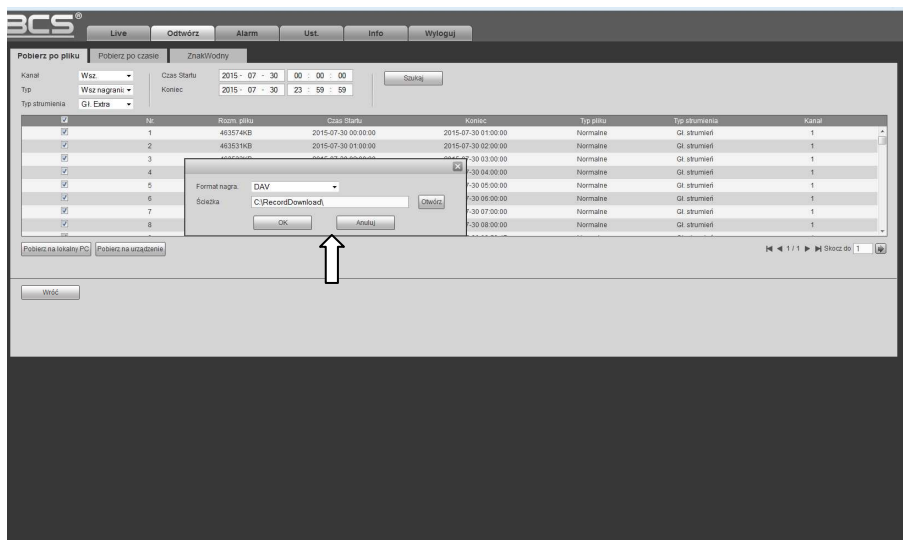 BCS®
Live Odtwórz Alarm Ust. Info Wyloguj
Pobierz po pliku Pobierz po czasie ZnakWodny
Kanał Wsz. Czas Startu 2015 - 07 - 30 00 : 00 : 00 Szukaj
Typ Wsz nagranic Koniec 2015 - 07 - 30 23 : 59 : 59
Typ strumienia Gł. Extra
Nr Rozm. pliku Czas Startu Koniec Typ pliku Typ strumienia Kanał
1 463574KB 2015-07-30 00:00:00 2015-07-30 01:00:00 Normalne Gł. strumień 1
2 463531KB 2015-07-30 01:00:00 2015-07-30 02:00:00 Normalne Gł. strumień 1
3 7-30 03:00:00 Normalne Gł. strumień 1
4 7-30 04:00:00 Normalne Gł. strumień 1
5 7-30 05:00:00 Normalne Gł. strumień 1
6 7-30 06:00:00 Normalne Gł. strumień 1
7 7-30 07:00:00 Normalne Gł. strumień 1
8 7-30 08:00:00 Normalne Gł. strumień 1
Format nagra. DAV
Ścieżka C:\RecordDownload\ Otwórz
OK Anuluj
Pobierz na lokalny PC Pobierz na urządzenie 1 / 1 Skocz do 1
Wróć